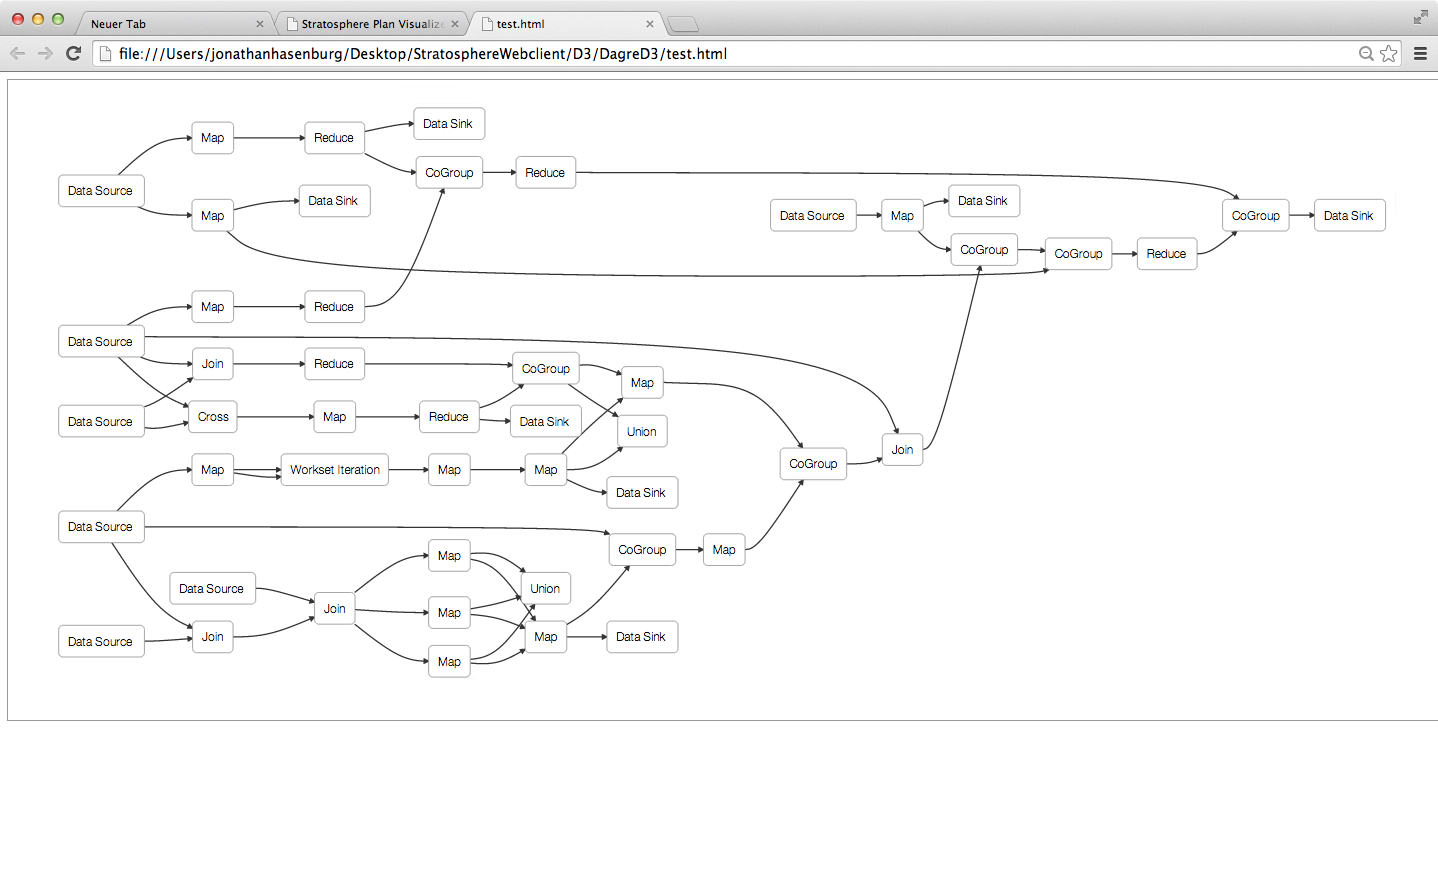 Neuer Tab
Stratosphere Plan Visualiz
test.html
file:///Users/jonathanhasenburg/Desktop/StratosphereWebclient/D3/DagreD3/test.html
Data Sink
Map
Reduce
CoGroup
Reduce
Data Source
Data Sink
Map
Data Sink
Data Source
Map
CoGroup
Data Sink
CoGroup
CoGroup
Reduce
Map
Reduce
Data Source
Join
Reduce
CoGroup
Map
Data Source
Cross
Map
Reduce
Data Sink
Union
Join
Map
Workset Iteration
Map
Map
CoGroup
Data Sink
Data Source
CoGroup
Map
Map
Data Source
Union
Join
Map
Data Source
Join
Map
Data Sink
Map